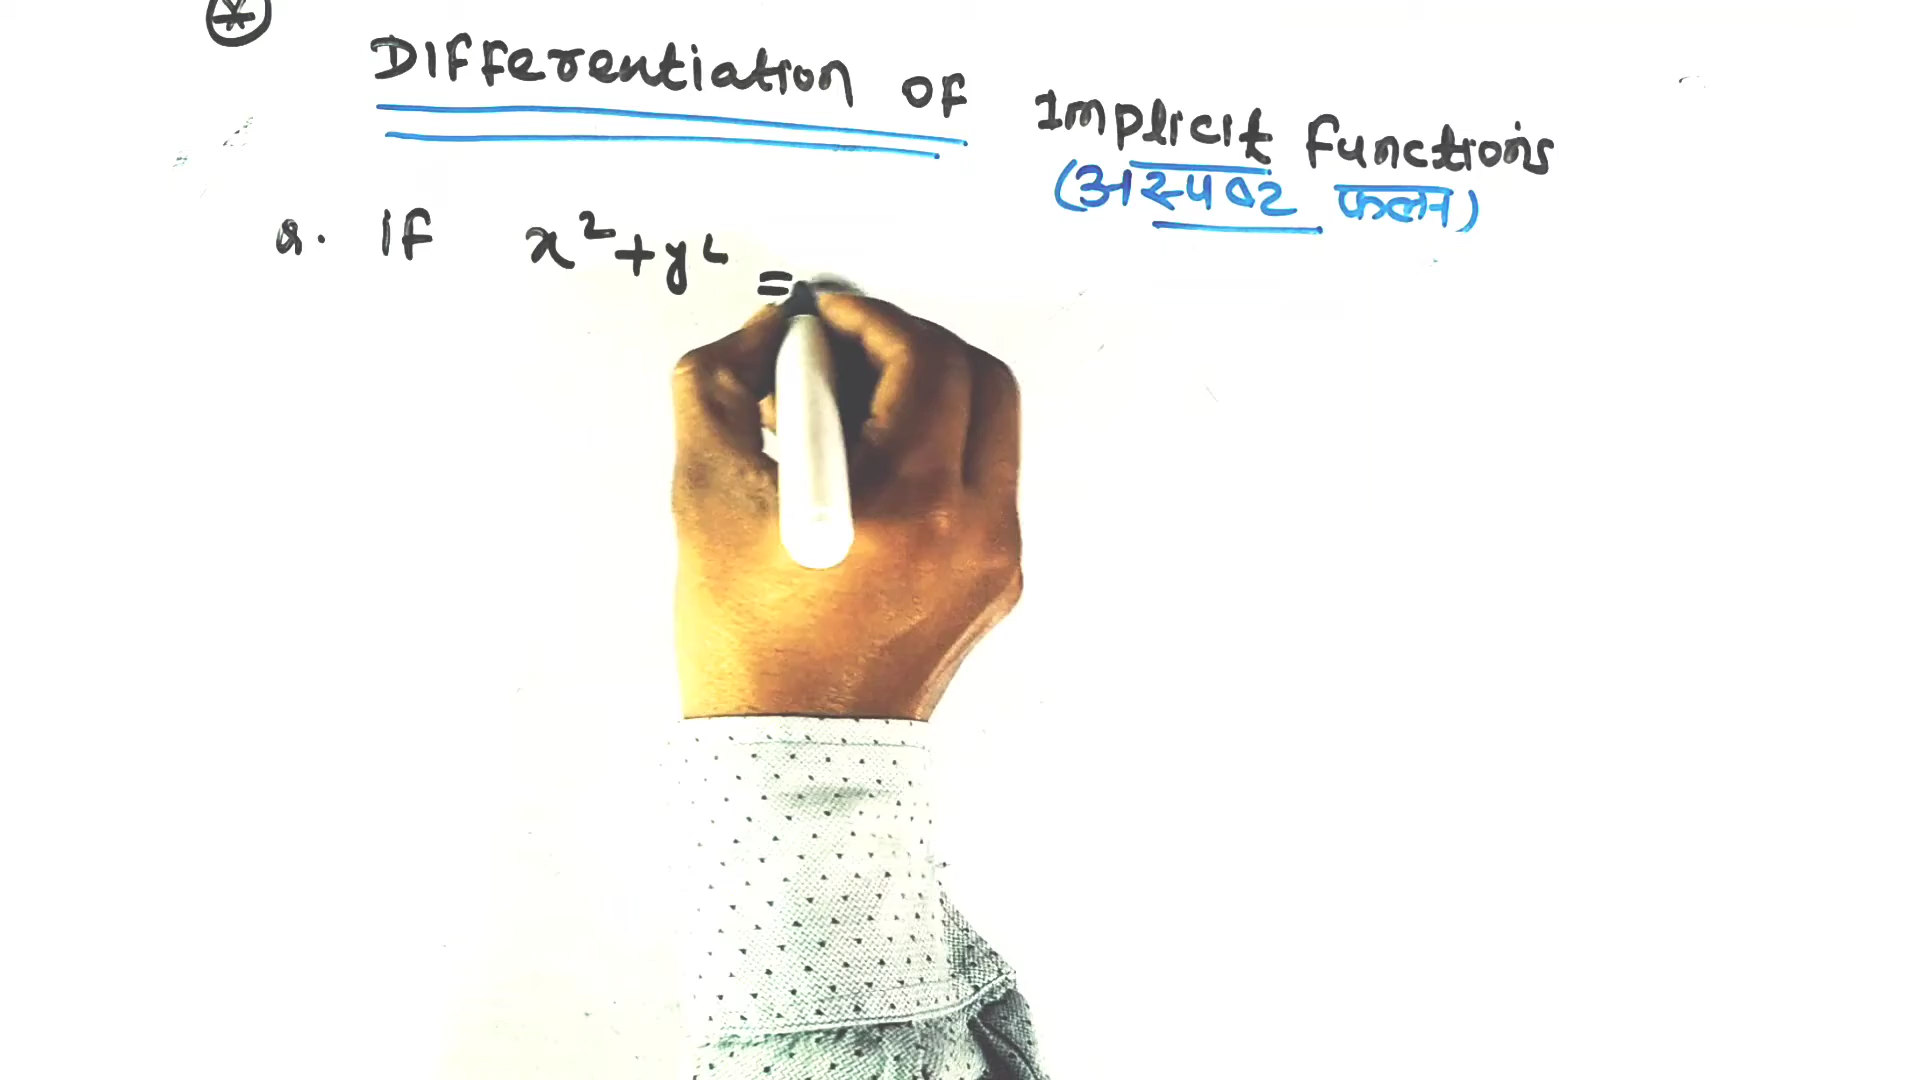 Differentiation of Implicit Functions
(अस्पष्ट फलन)
Q. If x²+y² =